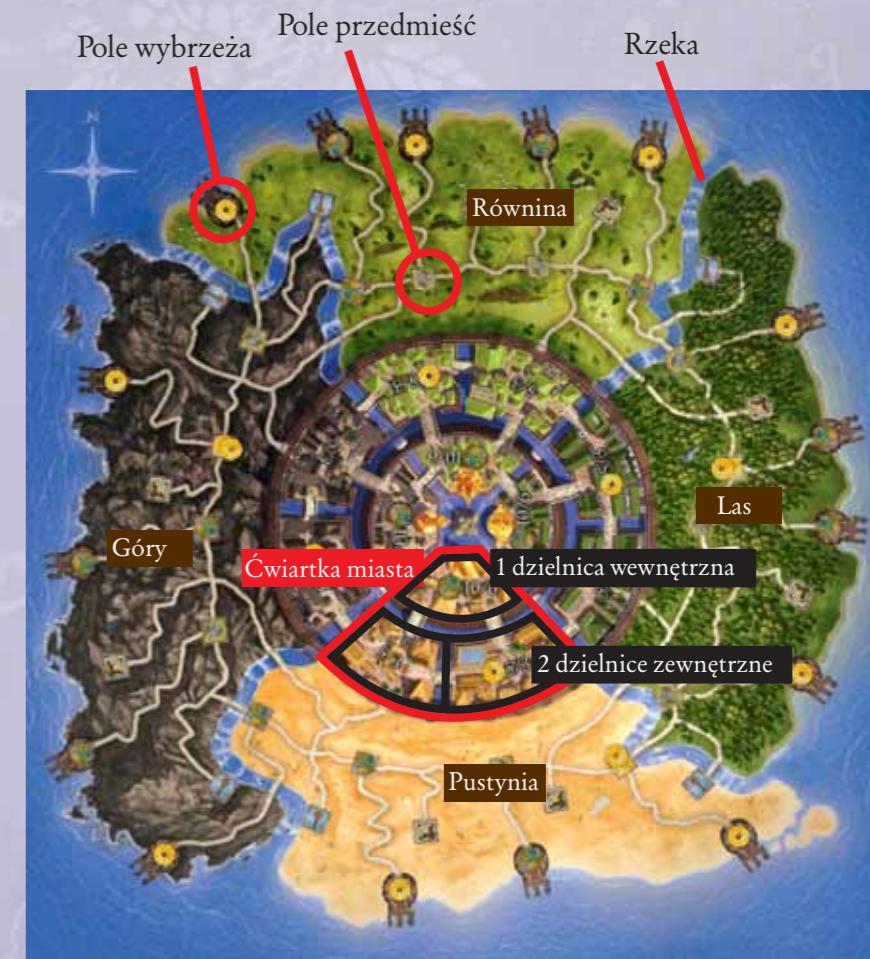 Pole wybrzeża
Pole przedmieść
Rzeka
N
Równina
Las
Góry
Ćwiartka miasta
1 dzielnica wewnętrzna
2 dzielnice zewnętrzne
Pustynia